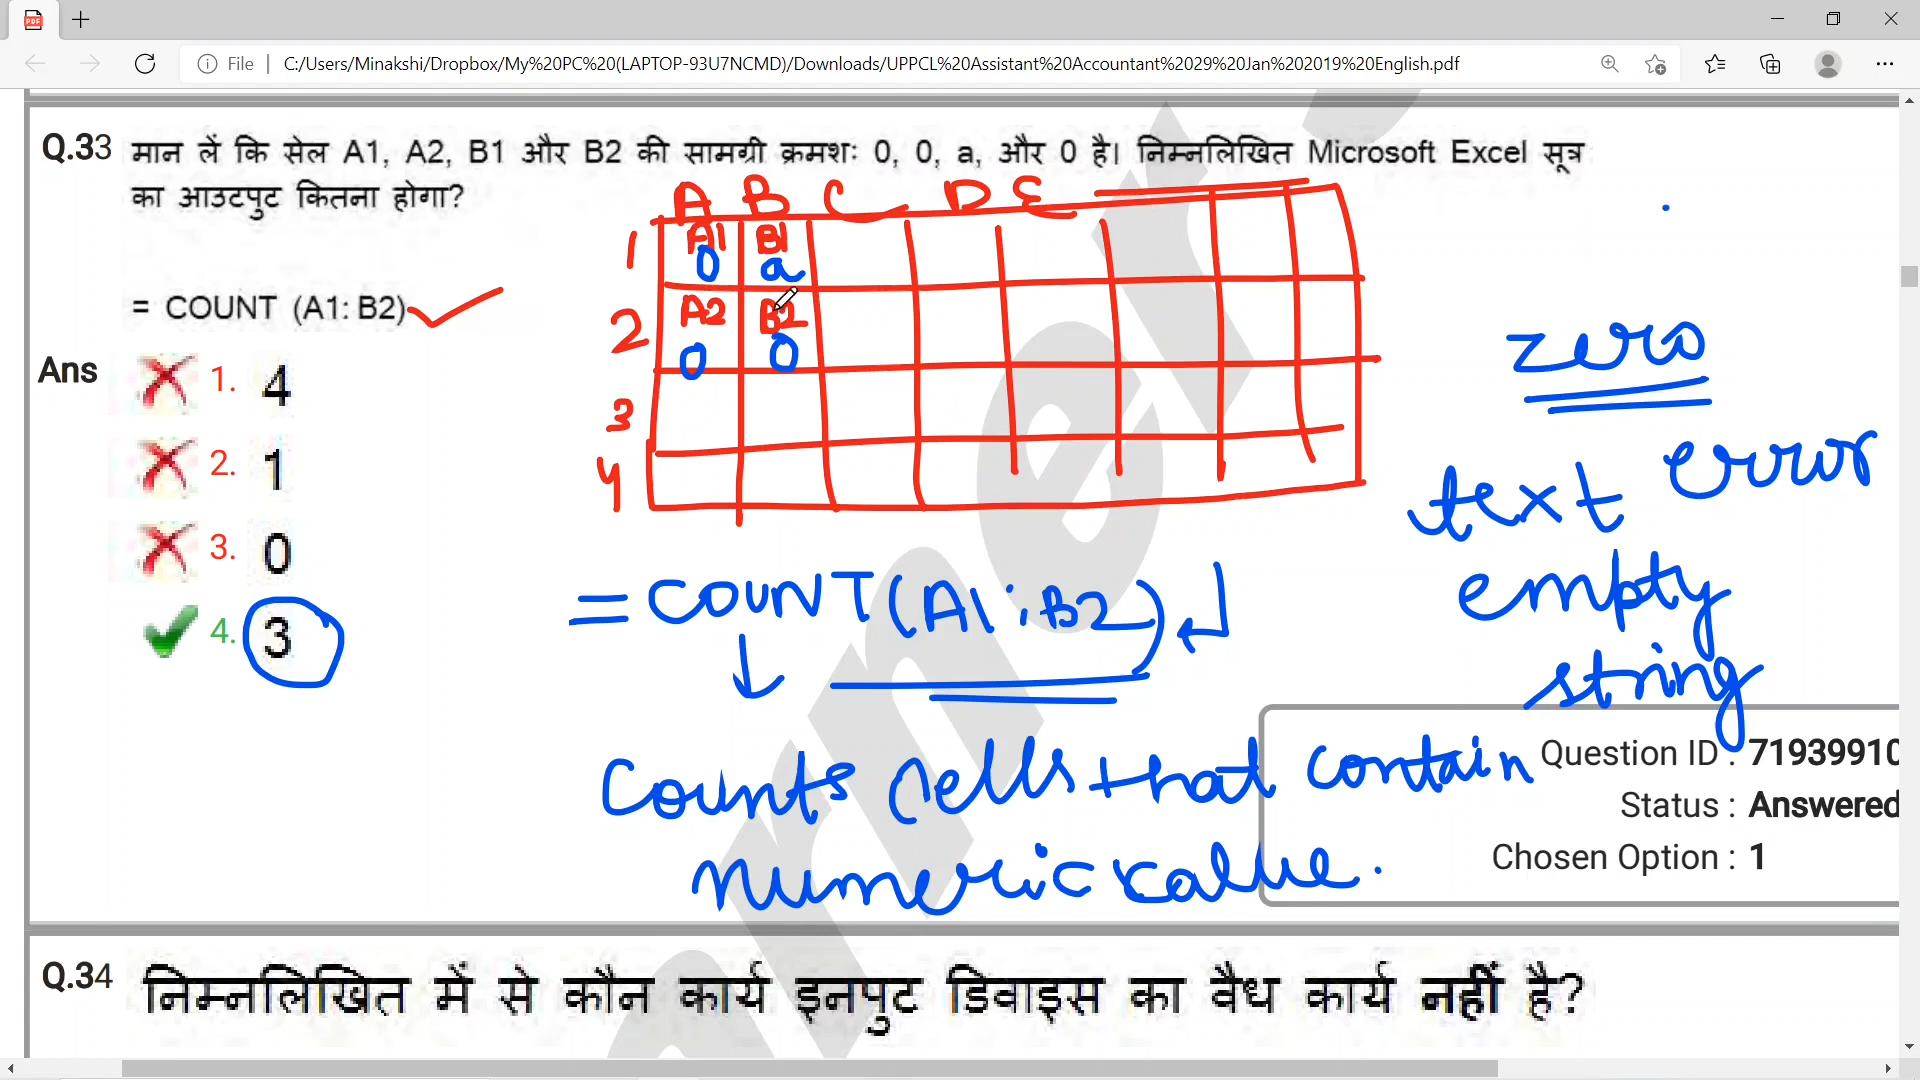 File | C:/Users/Minakshi/Dropbox/My%20PC%20(LAPTOP-93U7NCMD)/Downloads/UPPCL%20Assistant%20Accountant%2029%20Jan%202019%20English.pdf
Q.33 मान लें कि सेल A1, A2, B1 और B2 की सामग्री क्रमशः 0, 0, a, और 0 है। निम्नलिखित Microsoft Excel सूत्र
का आउटपुट कितना होगा?
A B C D E
1 A1 B1
0 a
= COUNT (A1: B2)
2 A2 B2
0 0
3
4
zero
text error
empty
string
Ans
1. 4
2. 1
3. 0
4. 3
= COUNT(A1:B2)
Counts cells that contain
numeric value.
Question ID : 71939910
Status : Answered
Chosen Option : 1
Q.34 निम्नलिखित में से कौन कार्य इनपुट डिवाइस का वैध कार्य नहीं है?